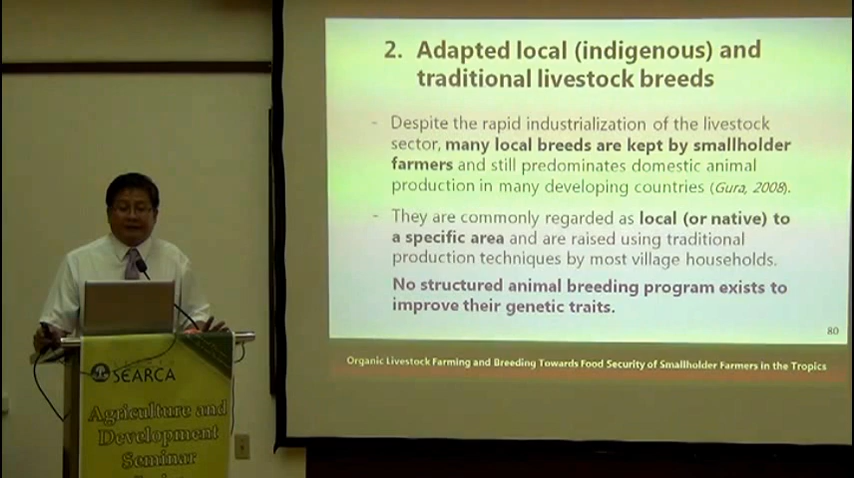 2. Adapted local (indigenous) and
traditional livestock breeds
- Despite the rapid industrialization of the livestock
sector, many local breeds are kept by smallholder
farmers and still predominates domestic animal
production in many developing countries (Gura, 2008).
- They are commonly regarded as local (or native) to
a specific area and are raised using traditional
production techniques by most village households.
No structured animal breeding program exists to
improve their genetic traits.
80
Organic Livestock Farming and Breeding Towards Food Security of Smallholder Farmers in the Tropics
SEARCA
Agriculture and
Development
Seminar